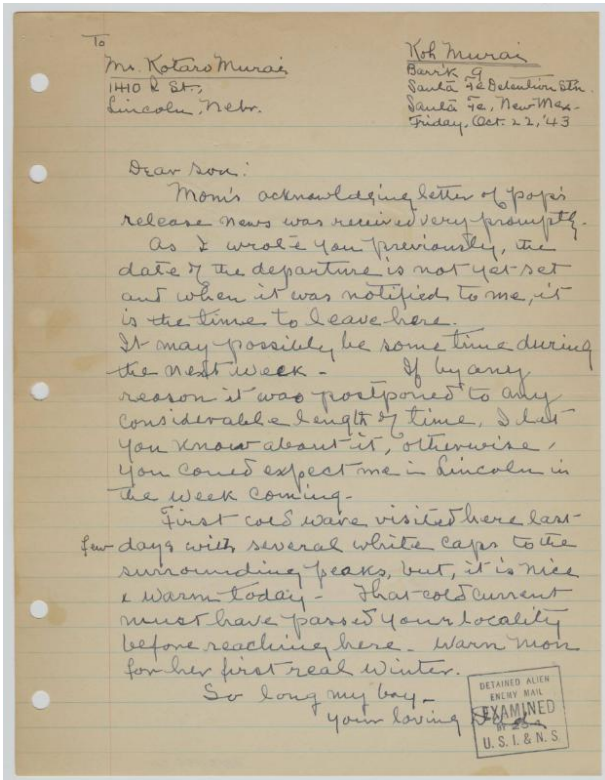 To
Mr. Kotaro Murai
1410 R St.,
Lincoln, Nebr.
Koh Murai
Barr'k 9
Santa Fe Detention Stn.
Santa Fe, New Mex.
Friday, Oct. 22, '43
Dear Son:
Mom's acknowledging letter of pop's
release news was received very promptly.
As I wrote you previously, the
date of the departure is not yet set
and when it was notified to me, it
is the time to leave here.
It may possibly be some time during
the next week. If by any
reason it was postponed to any
considerable length of time, I let
you know about it, otherwise,
you could expect me in Lincoln in
the week coming.
First cold wave visited here last
few days with several white caps to the
surrounding peaks, but, it is nice
& warm today. That cold current
must have passed your locality
before reaching here. Warn mom
for her first real winter.
So long my boy.
Your loving
DETAINED ALIEN
ENEMY MAIL
EXAMINED
U. S. I. & N. S.